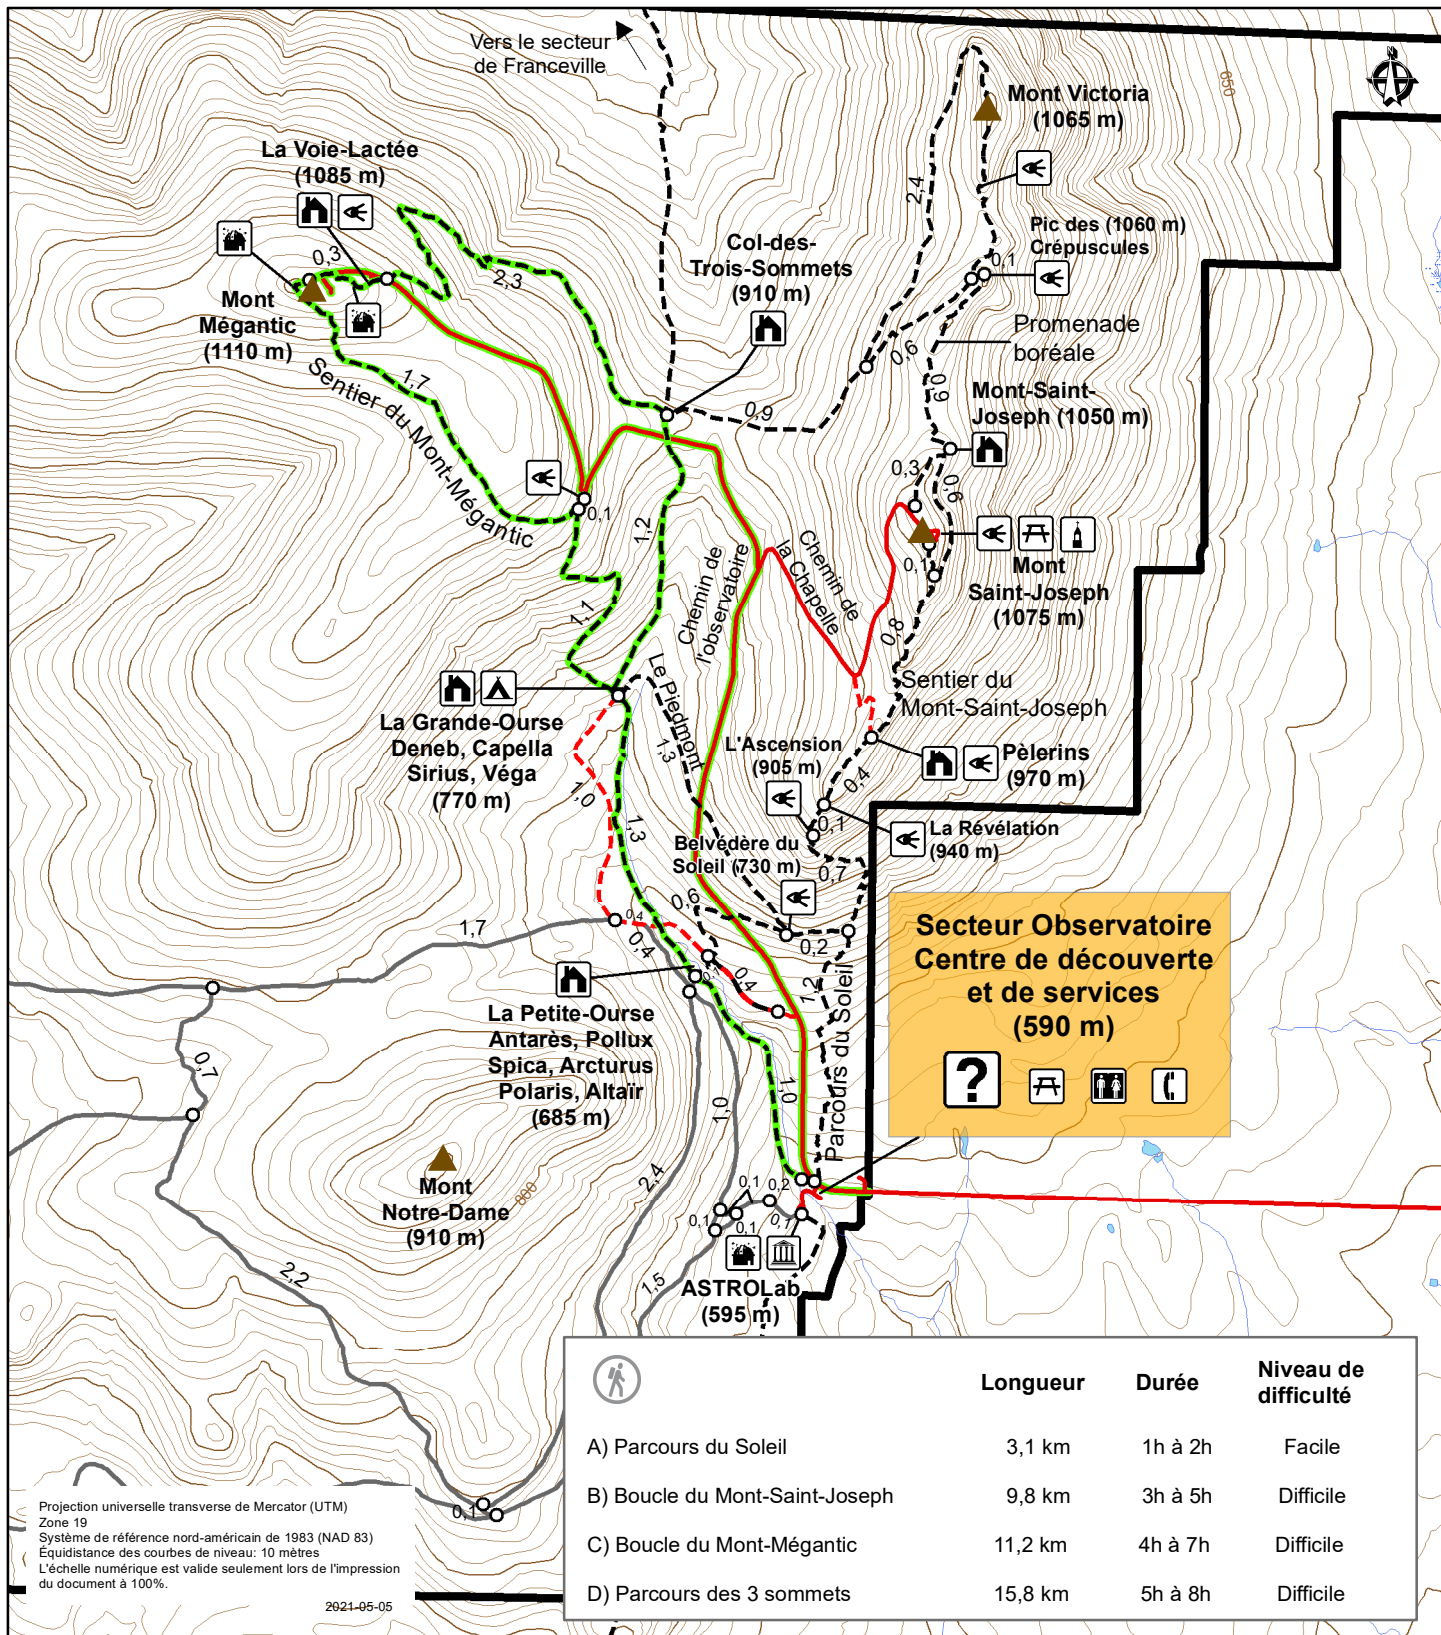 Vers le secteur
de Franceville
650
N
Mont Victoria
(1065 m)
La Voie-Lactée
(1085 m)
2,4
Pic des (1060 m)
Crépuscules
0,1
Col-des-
Trois-Sommets
(910 m)
0,3
2,3
Mont
Mégantic
(1110 m)
Promenade
boréale
0,6
0,9
Sentier du Mont-Mégantic
1,7
Mont-Saint-
Joseph (1050 m)
0,9
0,3
0,6
0,1
1,2
Chemin de
l'observatoire
Chemin de
la Chapelle
0,1
Mont
Saint-Joseph
(1075 m)
1,1
0,8
Le Piedmont
1,3
Sentier du
Mont-Saint-Joseph
La Grande-Ourse
Deneb, Capella
Sirius, Véga
(770 m)
L'Ascension
(905 m)
Pèlerins
(970 m)
0,4
1,0
1,3
0,1
La Révélation
(940 m)
Belvédère du
Soleil (730 m)
0,7
0,6
0,2
1,7
0,4
0,4
0,1
0,4
1,2
Parcours du Soleil
Secteur Observatoire
Centre de découverte
et de services
(590 m)
?
La Petite-Ourse
Antarès, Pollux
Spica, Arcturus
Polaris, Altaïr
(685 m)
0,7
1,0
1,0
2,4
800
Mont
Notre-Dame
(910 m)
0,1
0,2
0,1
0,1
0,1
2,2
1,5
ASTROLab
(595 m)
0,1
Longueur Durée Niveau de
difficulté
A) Parcours du Soleil 3,1 km 1h à 2h Facile
B) Boucle du Mont-Saint-Joseph 9,8 km 3h à 5h Difficile
C) Boucle du Mont-Mégantic 11,2 km 4h à 7h Difficile
D) Parcours des 3 sommets 15,8 km 5h à 8h Difficile
Projection universelle transverse de Mercator (UTM)
Zone 19
Système de référence nord-américain de 1983 (NAD 83)
Équidistance des courbes de niveau: 10 mètres
L'échelle numérique est valide seulement lors de l'impression
du document à 100%.
2021-05-05